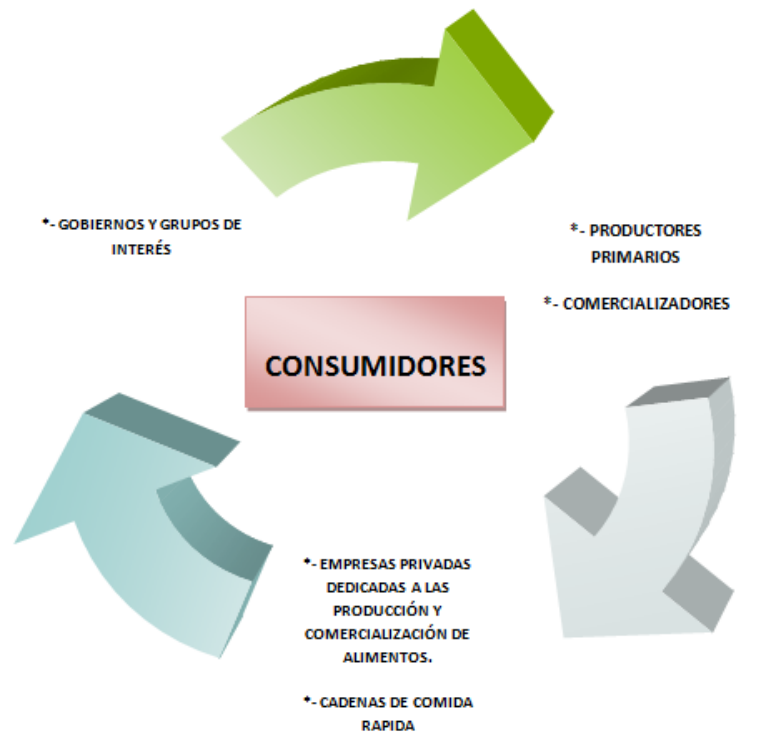 *- GOBIERNOS Y GRUPOS DE
INTERÉS
*- PRODUCTORES
PRIMARIOS
*- COMERCIALIZADORES
CONSUMIDORES
*- EMPRESAS PRIVADAS
DEDICADAS A LAS
PRODUCCIÓN Y
COMERCIALIZACIÓN DE
ALIMENTOS.
*- CADENAS DE COMIDA
RAPIDA